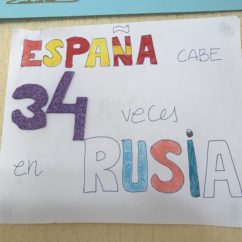 ESPAÑA CABE
34 veces
en RUSiA